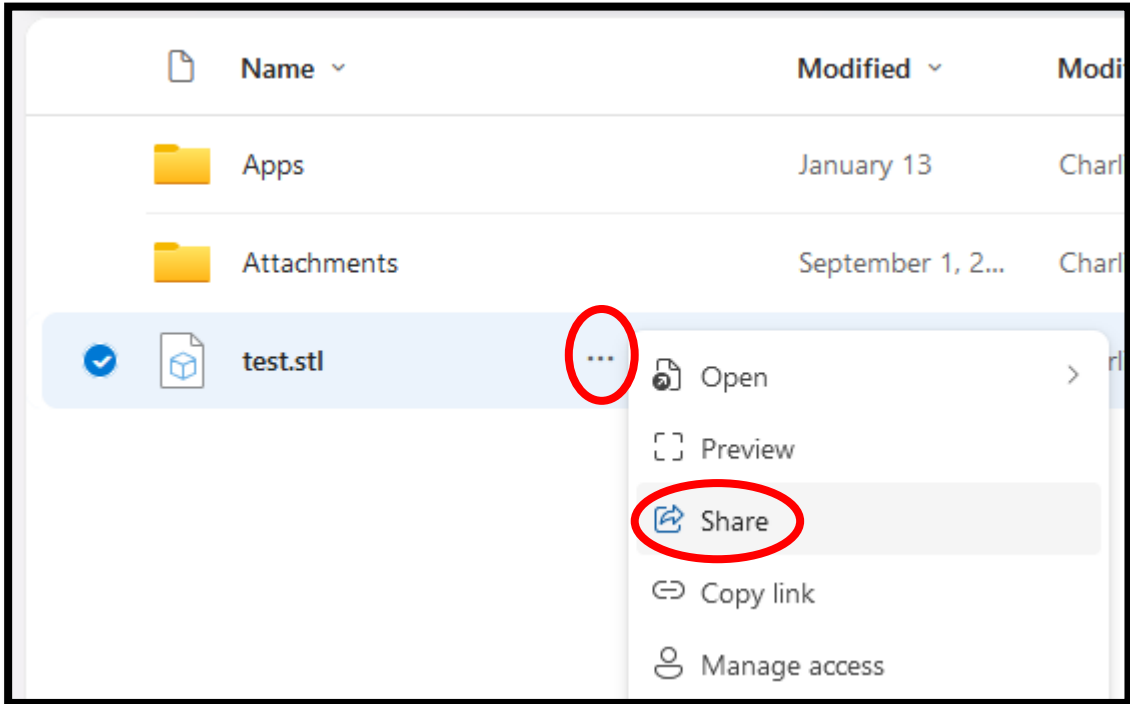 Name Modified Modi
Apps January 13 Charl
Attachments September 1, 2... Charl
test.stl ... rl
Open
Preview
Share
Copy link
Manage access